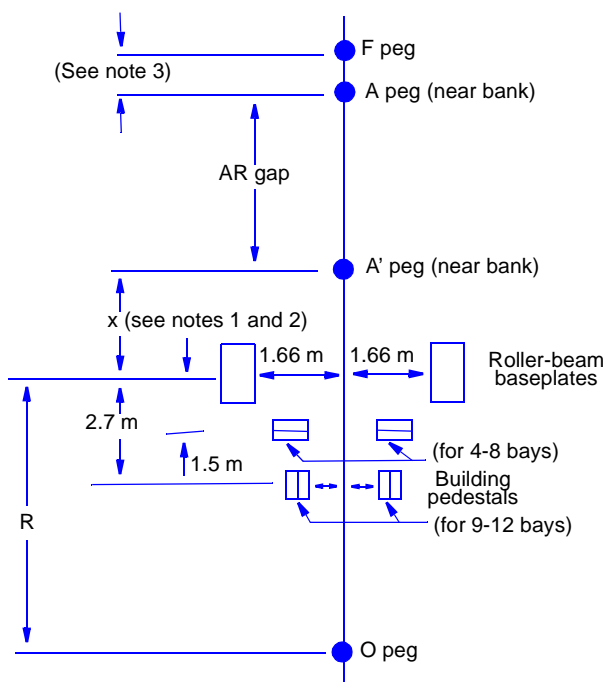 F peg
(See note 3)
A peg (near bank)
AR gap
A' peg (near bank)
x (see notes 1 and 2)
1.66 m
1.66 m
Roller-beam
baseplates
2.7 m
1.5 m
(for 4-8 bays)
Building
pedestals
R
(for 9-12 bays)
O peg